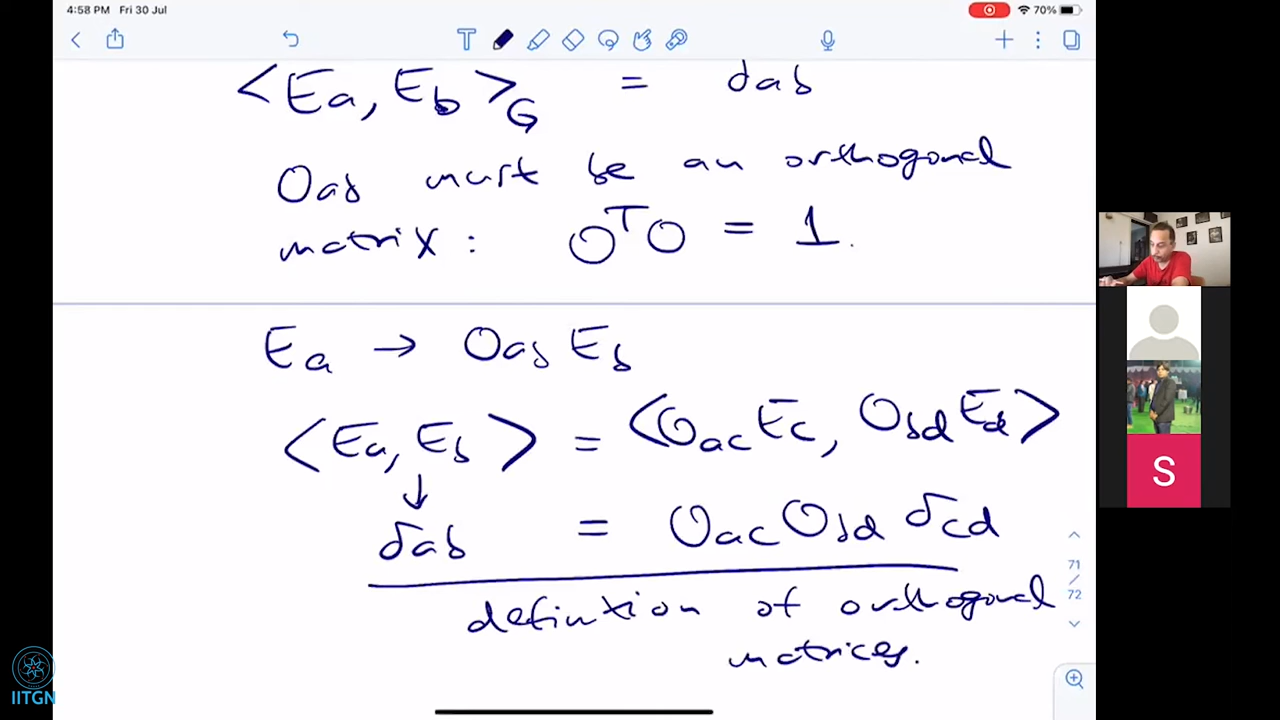 4:58 PM Fri 30 Jul
70%
T
< Ea, Eb >G = δab
Oab must be an orthogonal
matrix : OᵀO = 1.
Ea → Oab Eb
< Ea, Eb > = < Oac Ec, Obd Ed >
↓
δab = Oac Obd δcd
definition of orthogonal
matrices.
71
/
72
S
IITGN